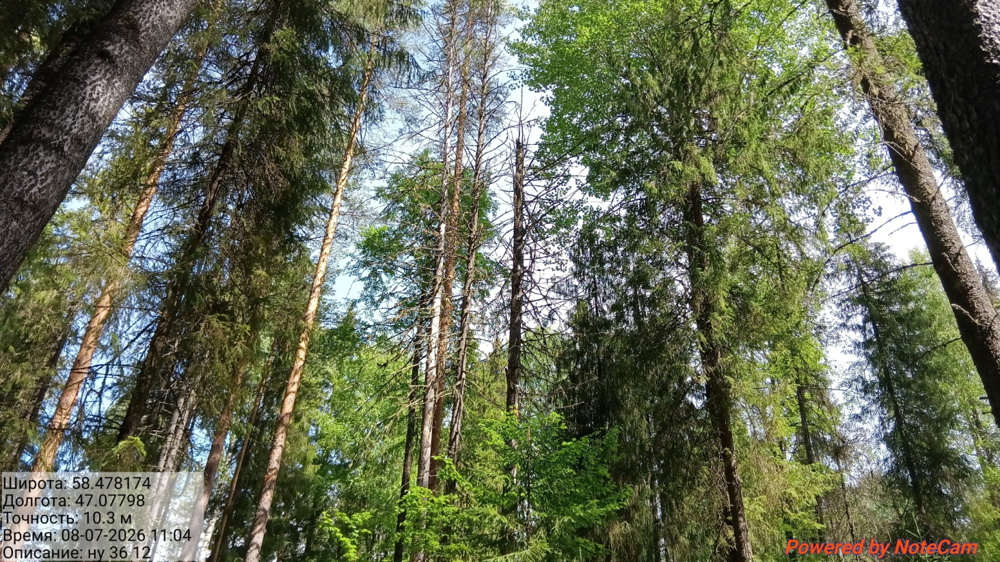 Широта: 58.478174
Долгота: 47.07798
Точность: 10.3 м
Время: 08-07-2026 11:04
Описание: ну 36 12
Powered by NoteCam